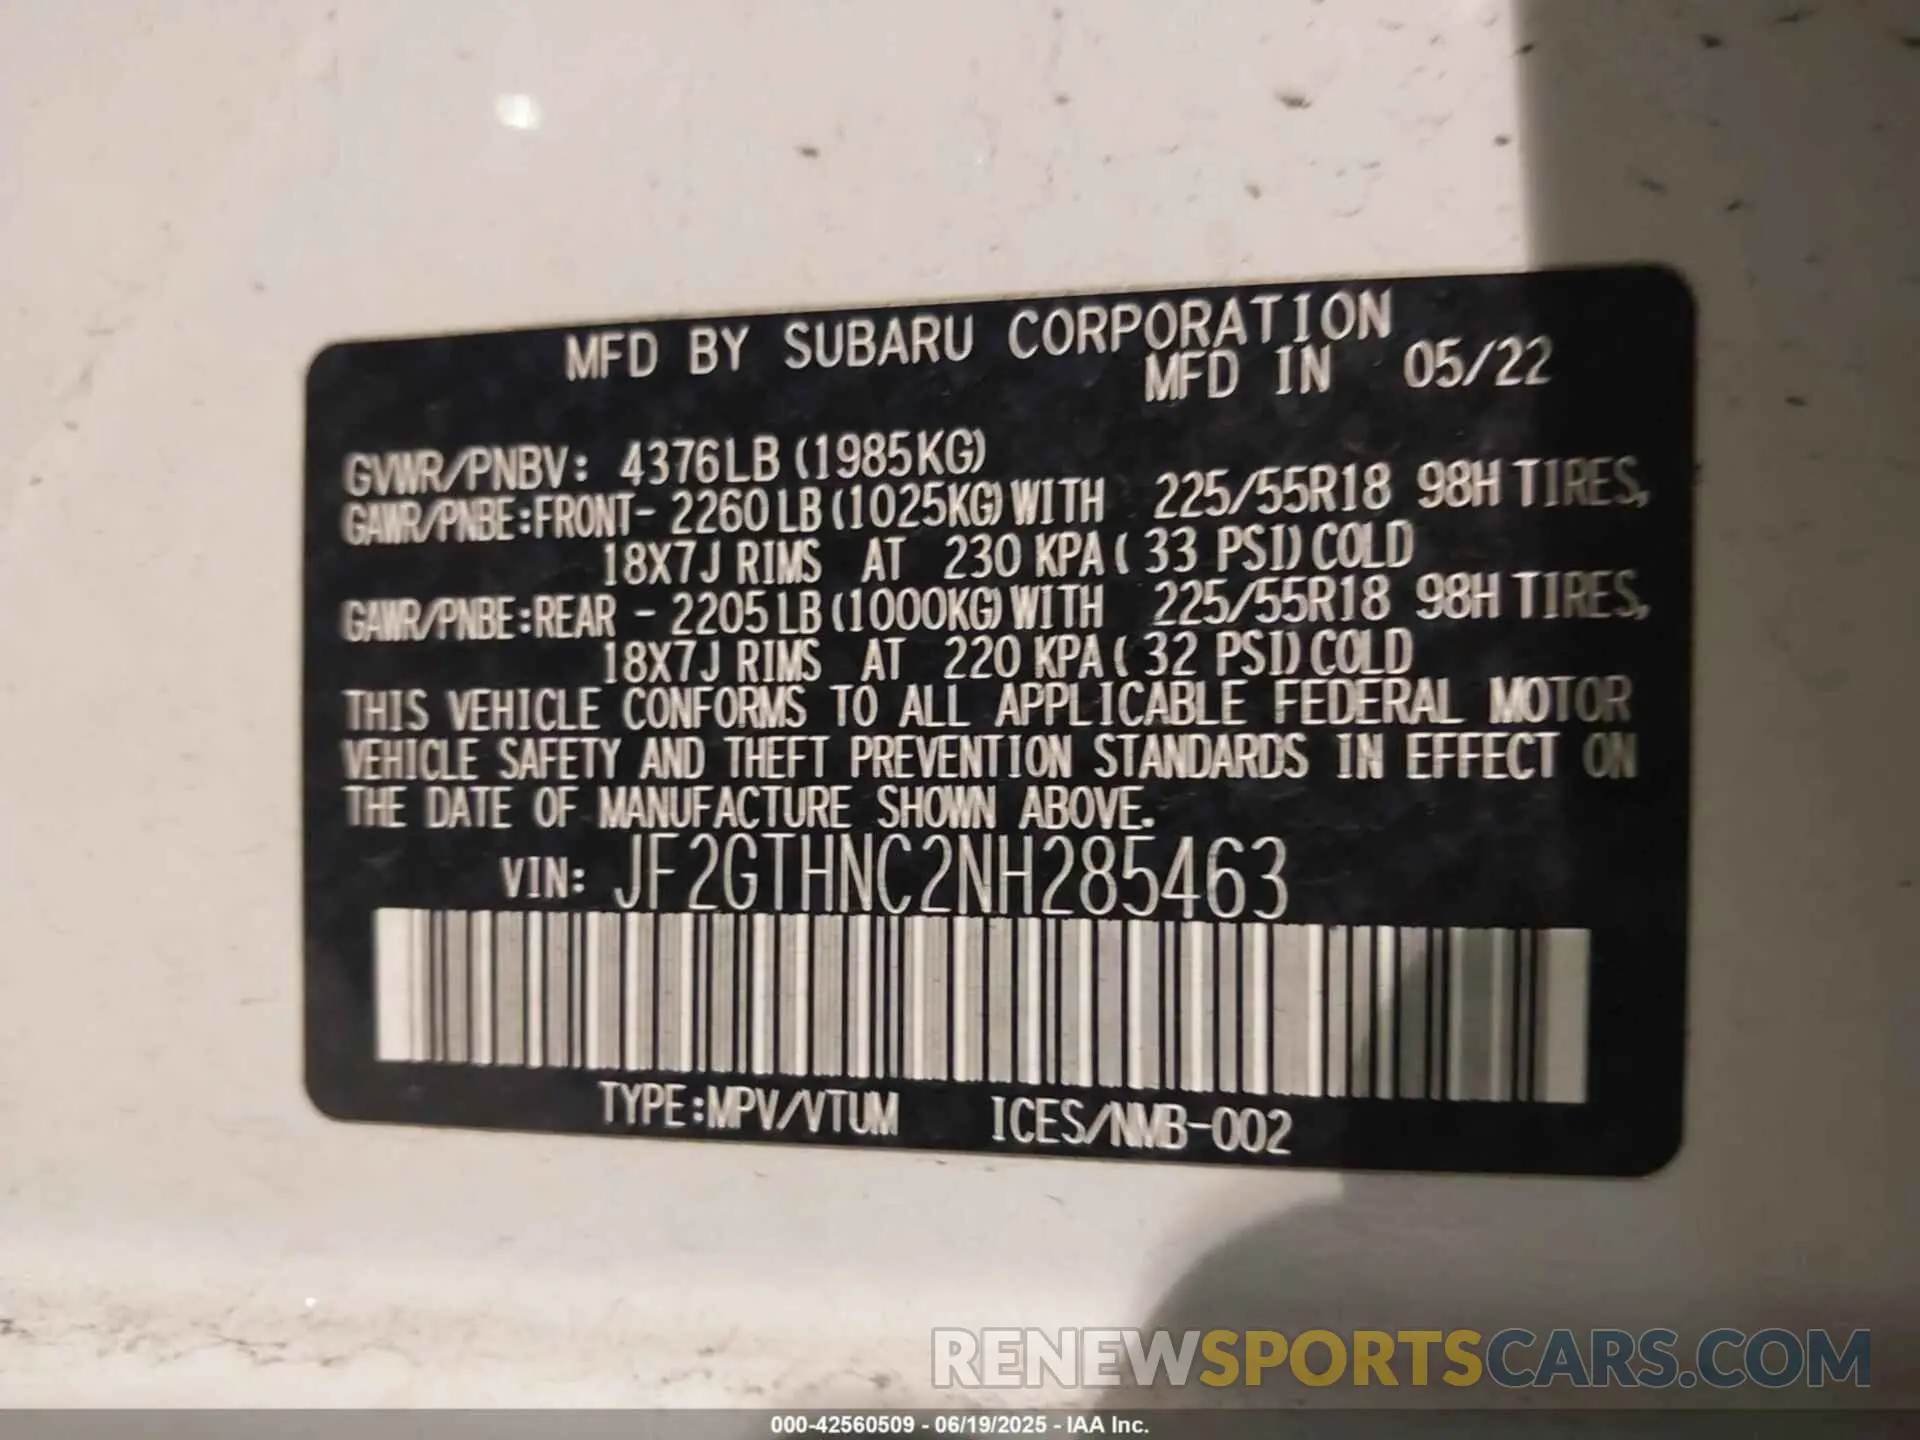 MFD BY SUBARU CORPORATION
MFD IN 05/22
GVWR/PNBV: 4376LB (1985KG)
GAWR/PNBE:FRONT- 2260LB (1025KG) WITH 225/55R18 98H TIRES,
18X7J RIMS AT 230 KPA ( 33 PSI) COLD
GAWR/PNBE:REAR - 2205LB (1000KG) WITH 225/55R18 98H TIRES,
18X7J RIMS AT 220 KPA ( 32 PSI) COLD
THIS VEHICLE CONFORMS TO ALL APPLICABLE FEDERAL MOTOR
VEHICLE SAFETY AND THEFT PREVENTION STANDARDS IN EFFECT ON
THE DATE OF MANUFACTURE SHOWN ABOVE.
VIN: JF2GTHNC2NH285463
TYPE:MPV/VTUM ICES/NMB-002
RENEWSPORTSCARS.COM
000-42560509 - 06/19/2025 - IAA Inc.